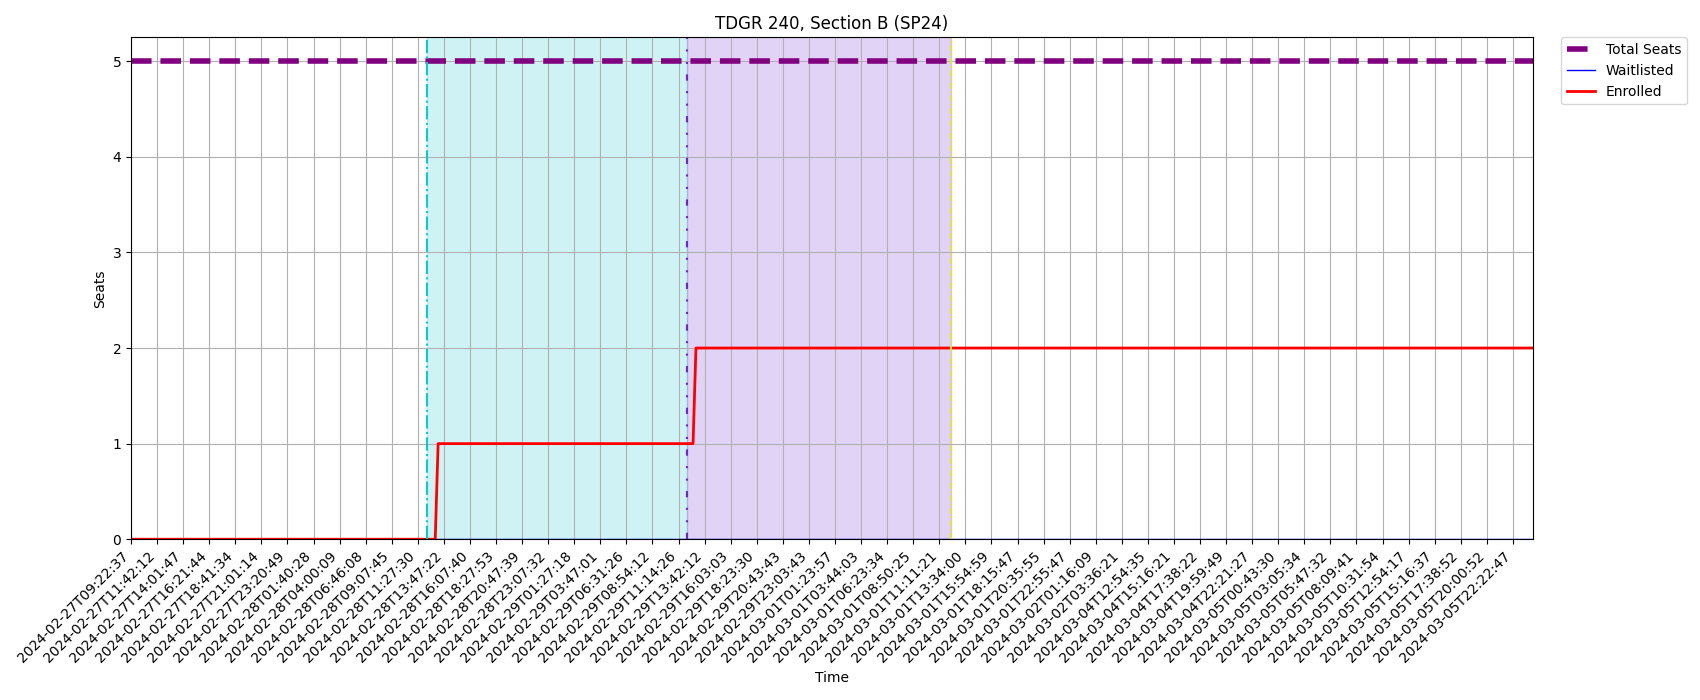 TDGR 240, Section B (SP24)
Total Seats
Waitlisted
Enrolled
Seats
5
4
3
2
1
0
2024-02-27T09:22:37
2024-02-27T11:42:12
2024-02-27T14:01:47
2024-02-27T16:21:44
2024-02-27T18:41:34
2024-02-27T21:01:14
2024-02-27T23:20:49
2024-02-28T01:40:28
2024-02-28T04:00:09
2024-02-28T06:46:08
2024-02-28T09:07:45
2024-02-28T11:27:30
2024-02-28T13:47:22
2024-02-28T16:07:40
2024-02-28T18:27:53
2024-02-28T20:47:39
2024-02-28T23:07:32
2024-02-29T01:27:18
2024-02-29T03:47:01
2024-02-29T06:31:26
2024-02-29T08:54:12
2024-02-29T11:14:26
2024-02-29T13:42:12
2024-02-29T16:03:03
2024-02-29T18:23:30
2024-02-29T20:43:43
2024-02-29T23:03:43
2024-03-01T01:23:57
2024-03-01T03:44:03
2024-03-01T06:23:34
2024-03-01T08:50:25
2024-03-01T11:11:21
2024-03-01T13:34:00
2024-03-01T15:54:59
2024-03-01T18:15:47
2024-03-01T20:35:55
2024-03-01T22:55:47
2024-03-02T01:16:09
2024-03-02T03:36:21
2024-03-04T12:54:35
2024-03-04T15:16:21
2024-03-04T17:38:22
2024-03-04T19:59:49
2024-03-04T22:21:27
2024-03-05T00:43:30
2024-03-05T03:05:34
2024-03-05T05:47:32
2024-03-05T08:09:41
2024-03-05T10:31:54
2024-03-05T12:54:17
2024-03-05T15:16:37
2024-03-05T17:38:52
2024-03-05T20:00:52
2024-03-05T22:22:47
Time